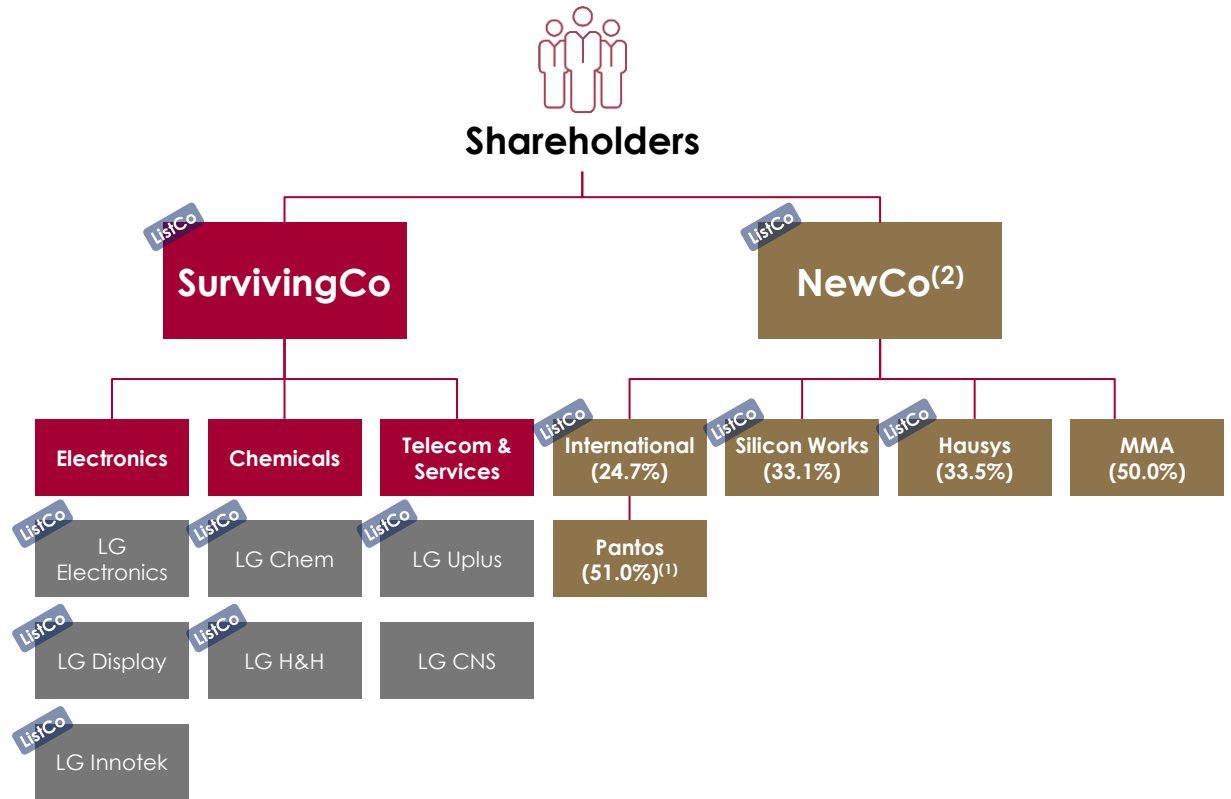 Shareholders
ListCo
SurvivingCo
ListCo
NewCo(2)
Electronics
Chemicals
Telecom &
Services
ListCo
International
(24.7%)
ListCo
Silicon Works
(33.1%)
ListCo
Hausys
(33.5%)
MMA
(50.0%)
ListCo
LG
Electronics
ListCo
LG Chem
ListCo
LG Uplus
Pantos
(51.0%)(1)
ListCo
LG Display
ListCo
LG H&H
LG CNS
ListCo
LG Innotek